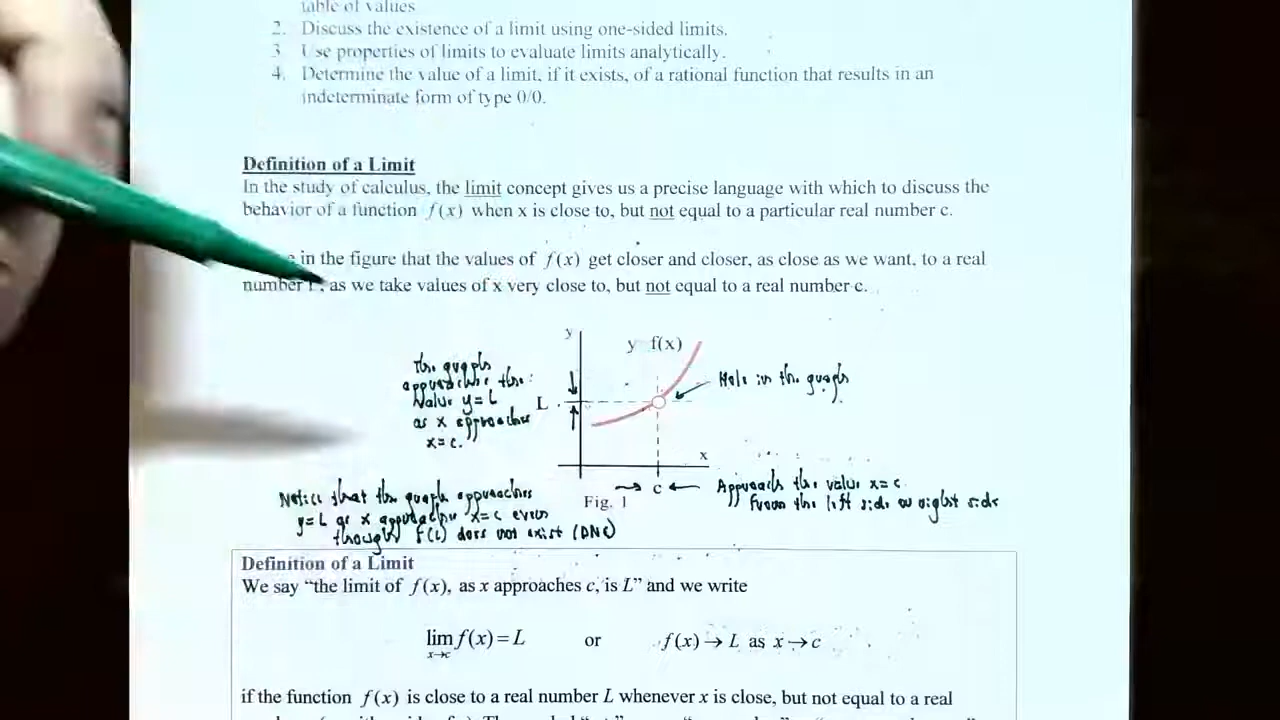 table of values
2. Discuss the existence of a limit using one-sided limits.
3. Use properties of limits to evaluate limits analytically.
4. Determine the value of a limit, if it exists, of a rational function that results in an
indeterminate form of type 0/0.
Definition of a Limit
In the study of calculus, the limit concept gives us a precise language with which to discuss the
behavior of a function f(x) when x is close to, but not equal to a particular real number c.
in the figure that the values of f(x) get closer and closer, as close as we want, to a real
number as we take values of x very close to, but not equal to a real number c.
y
y f(x)
The graph
approaches the
value y=L
as x approaches
x=c.
L
Hole in the graph
x
c
Approach the value x=c
from the left side or right side
Fig. 1
Notice that the graph approaches
y=L as x approaches x=c even
though f(c) does not exist (DNE)
Definition of a Limit
We say “the limit of f(x), as x approaches c, is L” and we write
lim f(x) = L or f(x) → L as x → c
x→c
if the function f(x) is close to a real number L whenever x is close, but not equal to a real